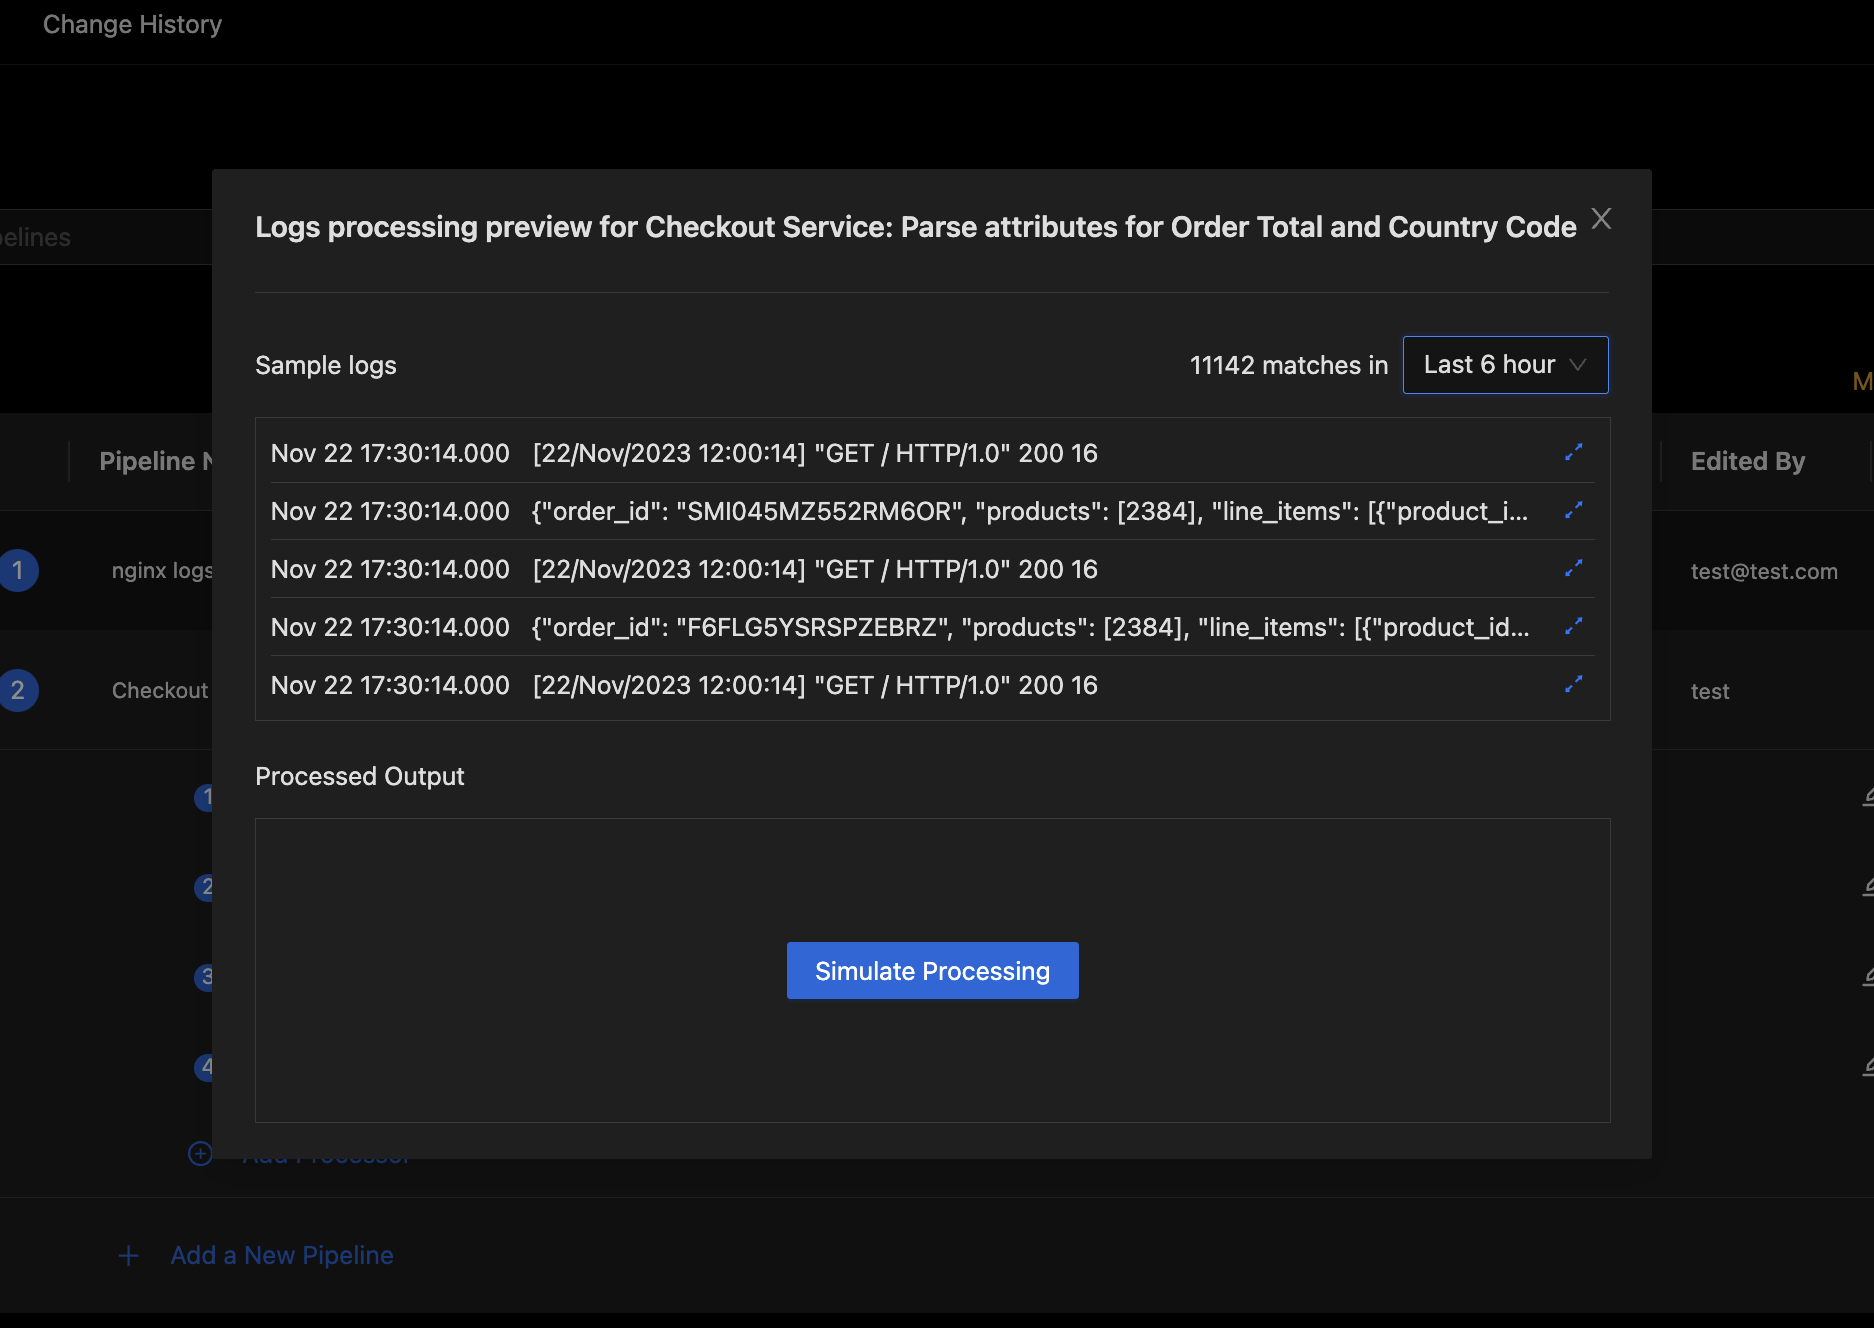 Change History
elines
Logs processing preview for Checkout Service: Parse attributes for Order Total and Country Code
Sample logs
11142 matches in
Last 6 hour
M
Pipeline N
Edited By
Nov 22 17:30:14.000 [22/Nov/2023 12:00:14] "GET / HTTP/1.0" 200 16
Nov 22 17:30:14.000 {"order_id": "SMI045MZ552RM6OR", "products": [2384], "line_items": [{"product_i...
Nov 22 17:30:14.000 [22/Nov/2023 12:00:14] "GET / HTTP/1.0" 200 16
Nov 22 17:30:14.000 {"order_id": "F6FLG5YSRSPZEBRZ", "products": [2384], "line_items": [{"product_id...
Nov 22 17:30:14.000 [22/Nov/2023 12:00:14] "GET / HTTP/1.0" 200 16
1
nginx logs
test@test.com
2
Checkout
test
Processed Output
1
2
3
4
Simulate Processing
Add Processor
Add a New Pipeline